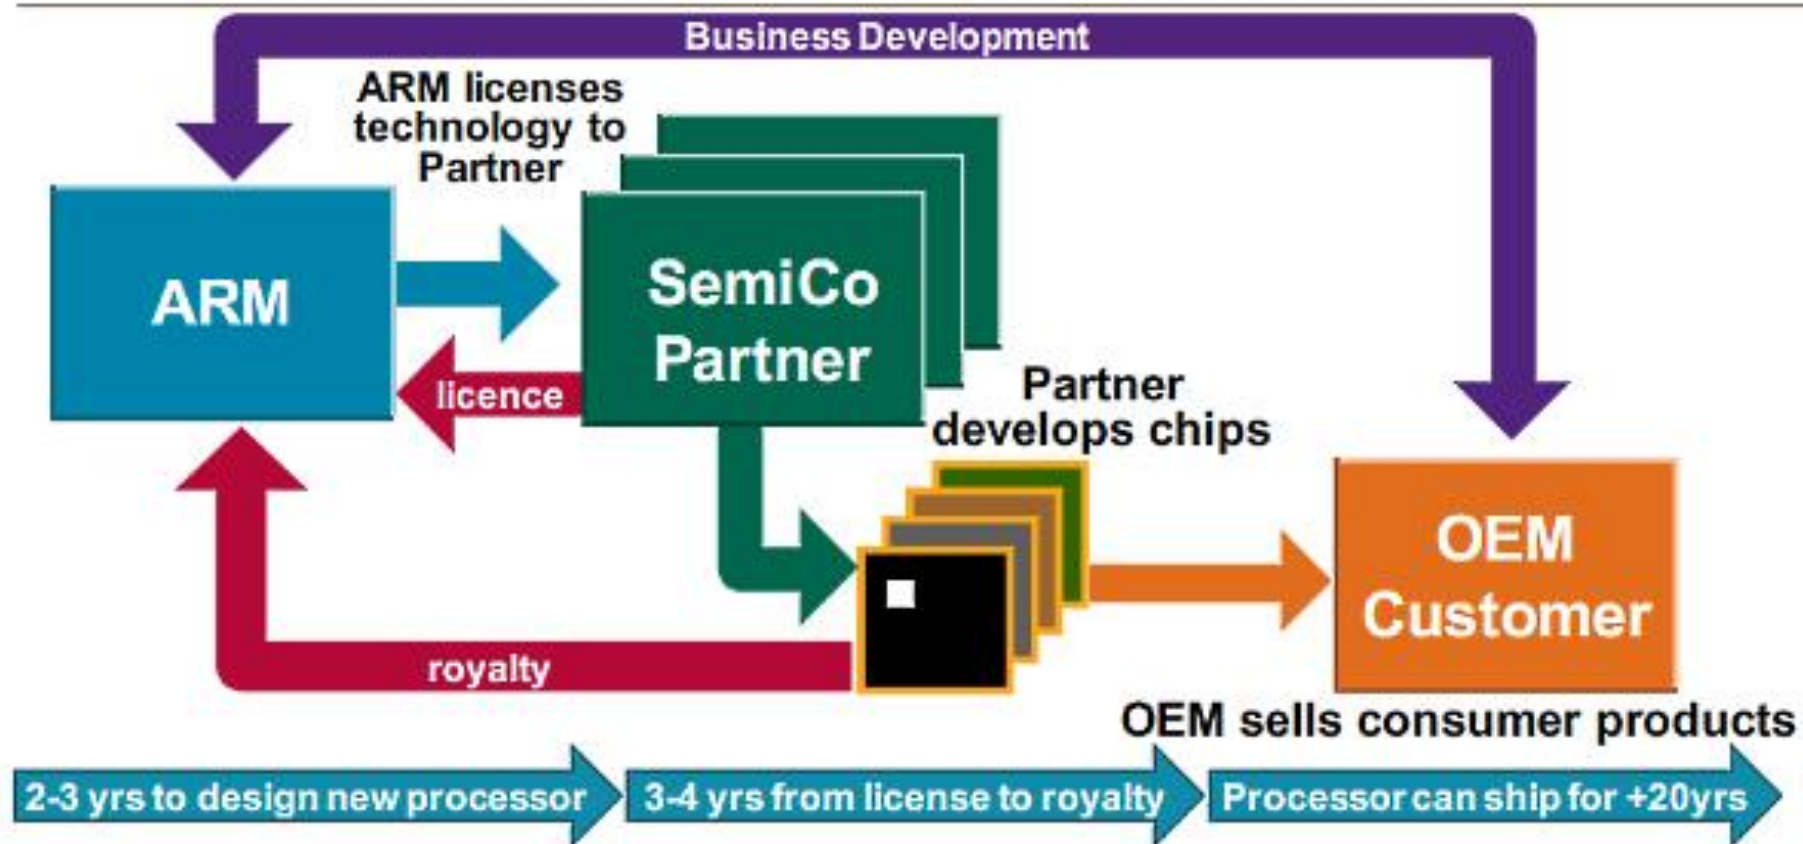 Business Development
ARM licenses
technology to
Partner
ARM
SemiCo
Partner
licence
Partner
develops chips
OEM
Customer
royalty
OEM sells consumer products
2-3 yrs to design new processor
3-4 yrs from license to royalty
Processor can ship for +20yrs